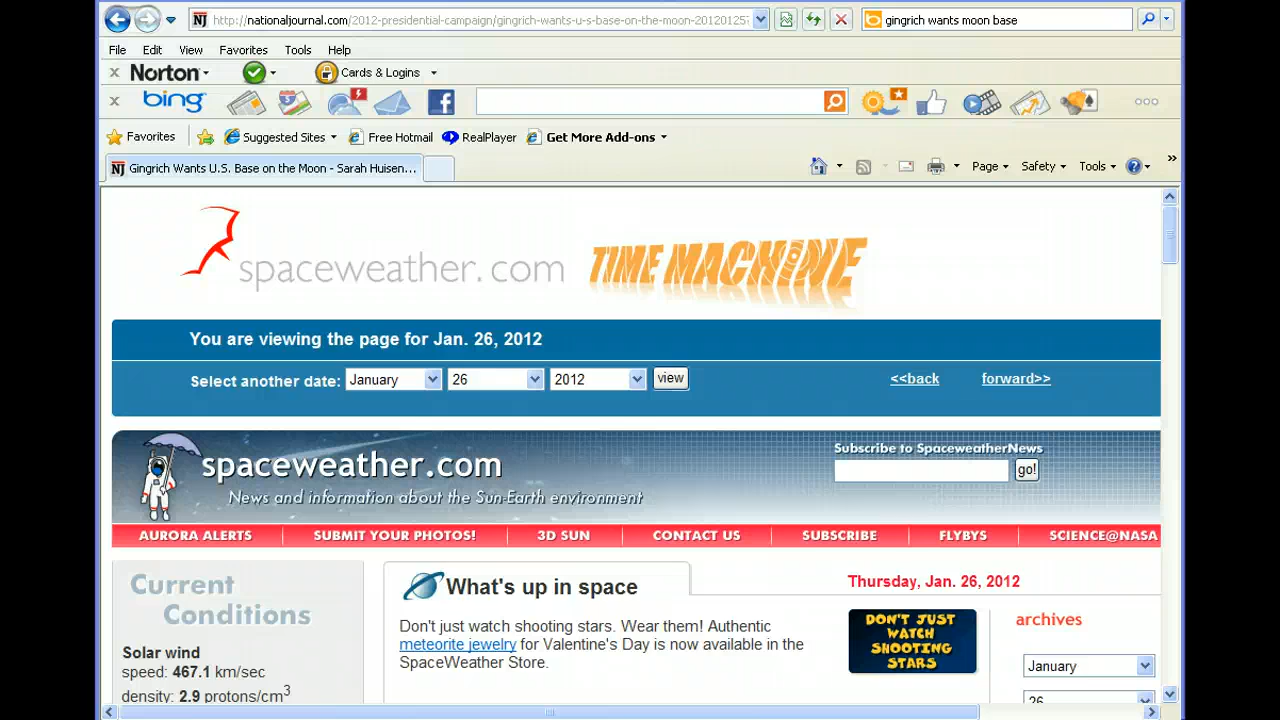 http://nationaljournal.com/2012-presidential-campaign/gingrich-wants-u-s-base-on-the-moon-201201257
gingrich wants moon base
File Edit View Favorites Tools Help
Norton Cards & Logins
bing
Favorites Suggested Sites Free Hotmail RealPlayer Get More Add-ons
NJ Gingrich Wants U.S. Base on the Moon - Sarah Huisen... Page Safety Tools
spaceweather.com TIME MACHINE
You are viewing the page for Jan. 26, 2012
Select another date: January 26 2012 view <<back forward>>
Subscribe to SpaceweatherNews
spaceweather.com go!
News and information about the Sun-Earth environment
AURORA ALERTS SUBMIT YOUR PHOTOS! 3D SUN CONTACT US SUBSCRIBE FLYBYS SCIENCE@NASA
Current
Conditions
Solar wind
speed: 467.1 km/sec
density: 2.9 protons/cm3
What's up in space
Thursday, Jan. 26, 2012
Don't just watch shooting stars. Wear them! Authentic
meteorite jewelry for Valentine's Day is now available in the
SpaceWeather Store.
DON'T JUST
WATCH
SHOOTING
STARS
archives
January
26